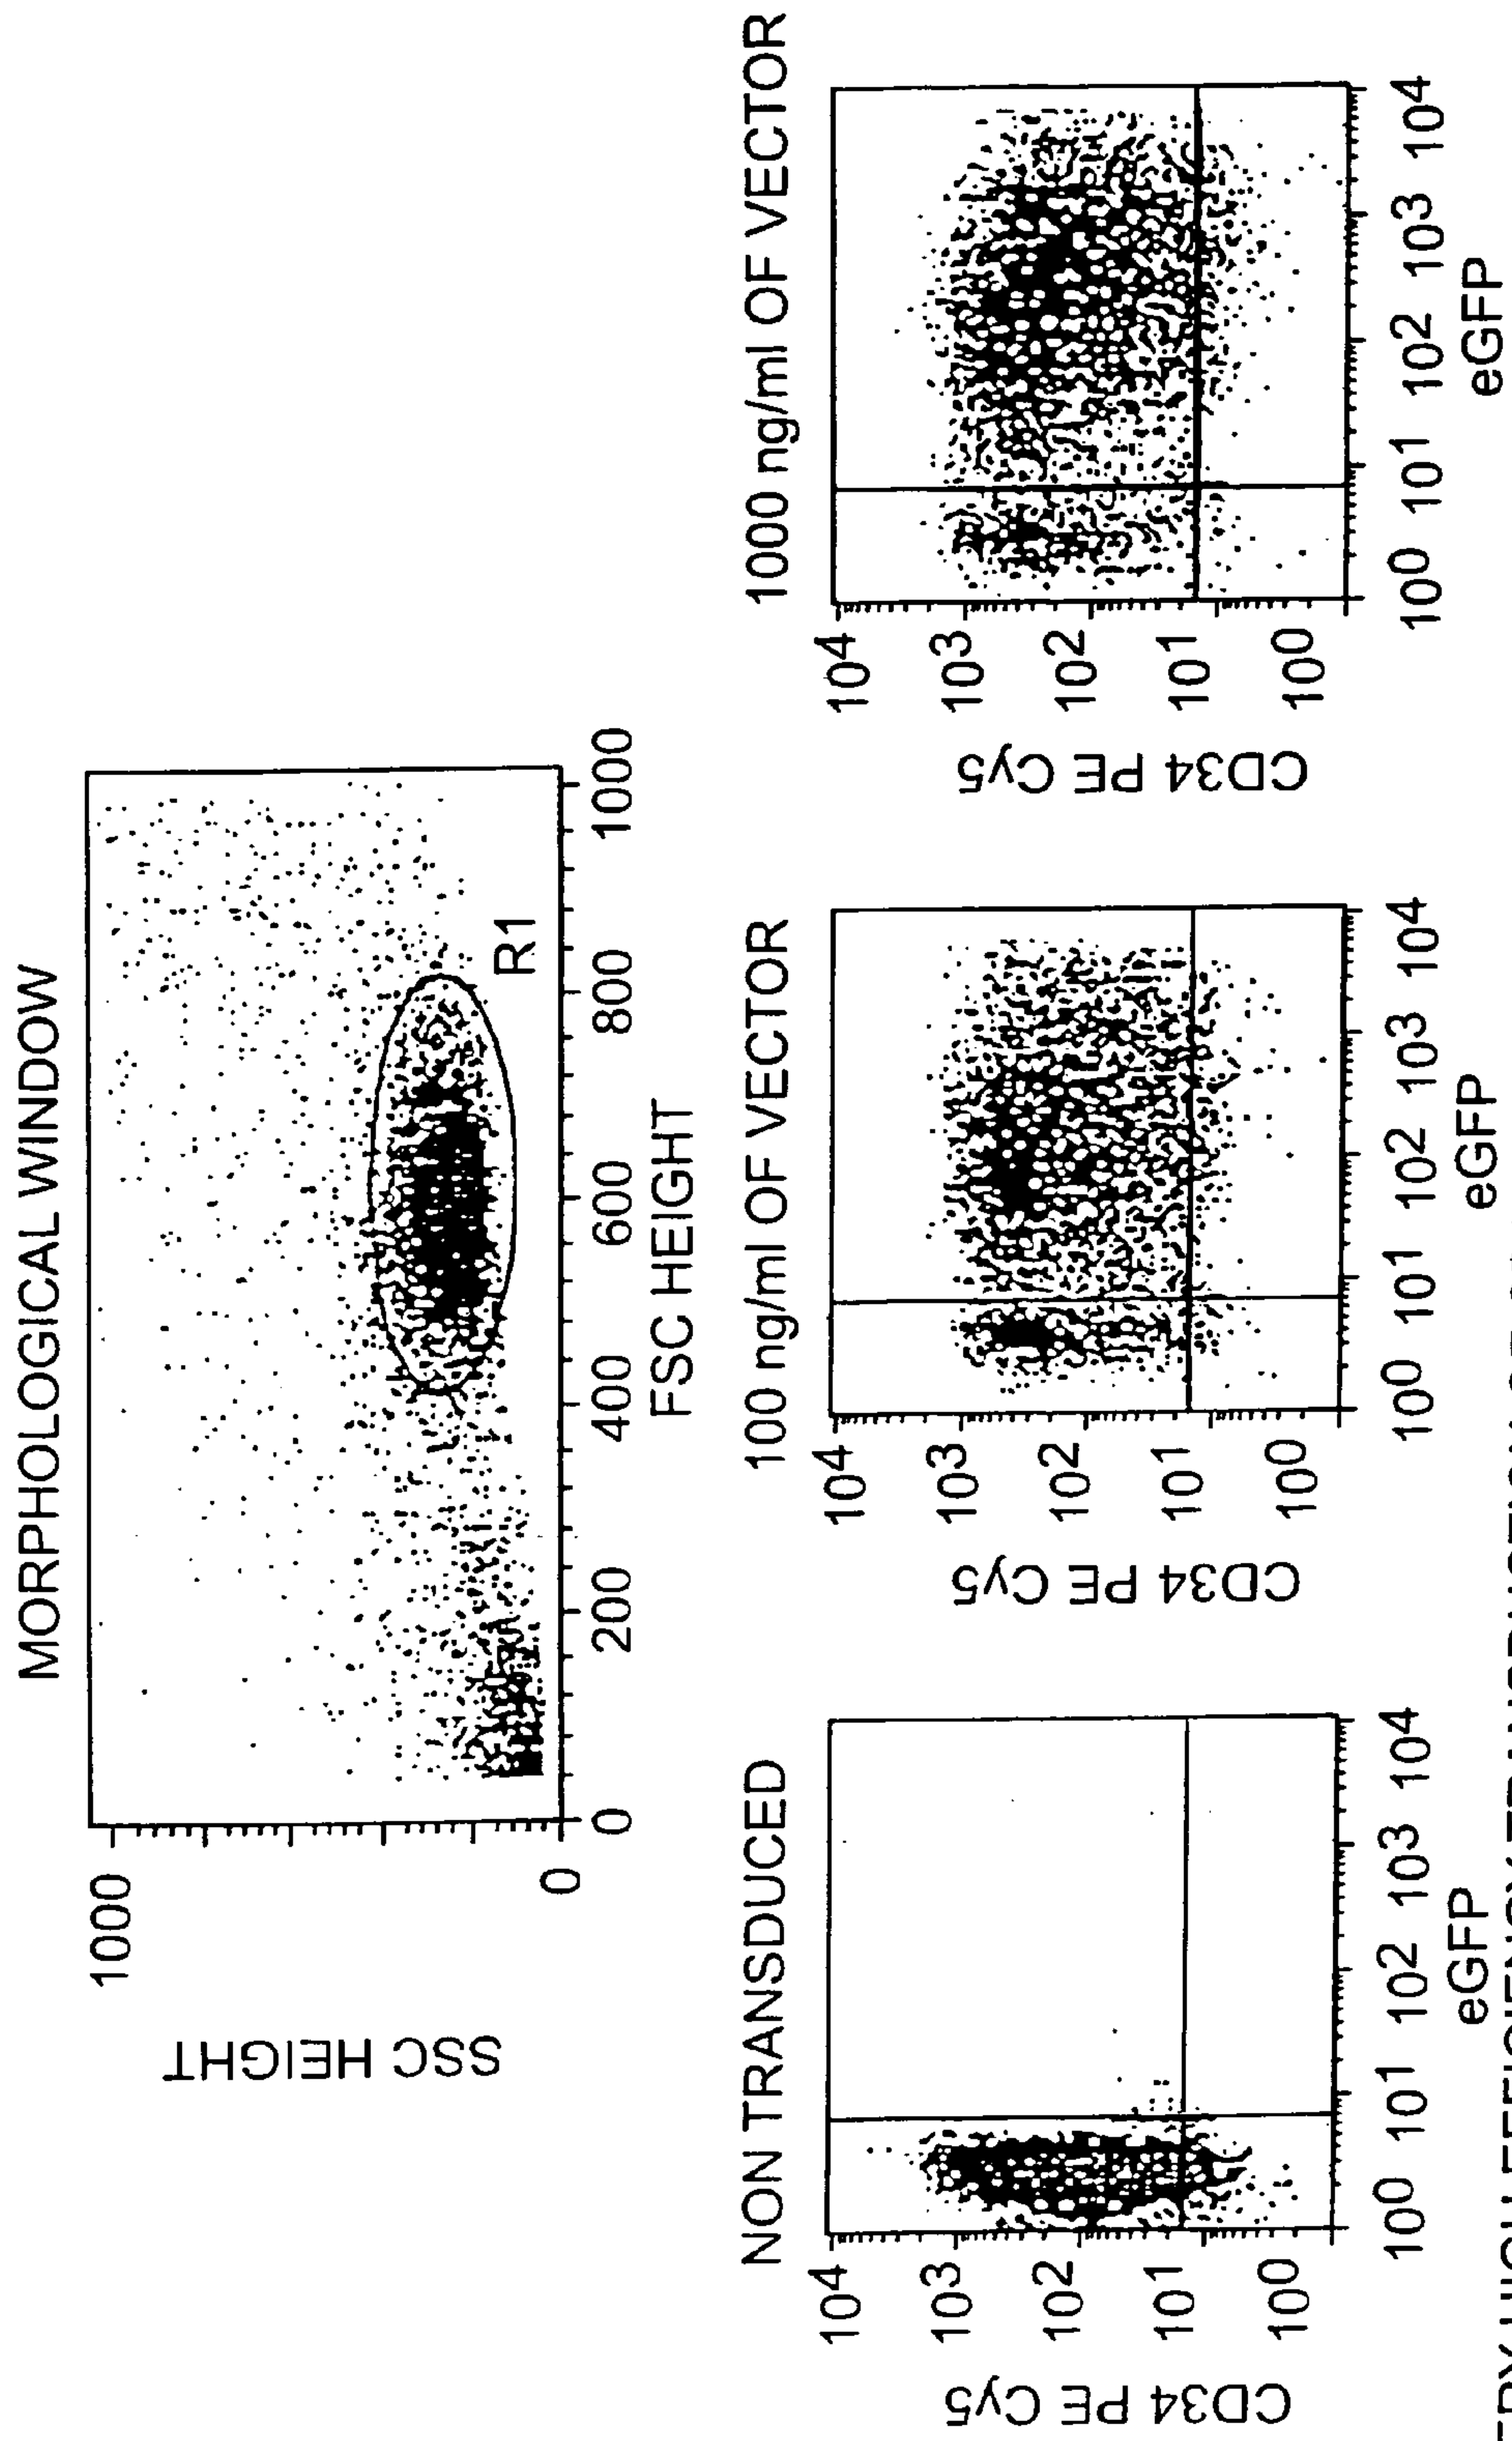 MORPHOLOGICAL WINDOW
SSC HEIGHT
1000
0
R1
0 200 400 600 800 1000
FSC HEIGHT
NON TRANSDUCED
CD34 PE Cy5
10⁴
10³
10²
10¹
10⁰
10⁰ 10¹ 10² 10³ 10⁴
eGFP
100 ng/ml OF VECTOR
CD34 PE Cy5
10⁴
10³
10²
10¹
10⁰
10⁰ 10¹ 10² 10³ 10⁴
eGFP
1000 ng/ml OF VECTOR
CD34 PE Cy5
10⁴
10³
10²
10¹
10⁰
10⁰ 10¹ 10² 10³ 10⁴
eGFP
HIGH EFFICIENCY TRANSDUCTION